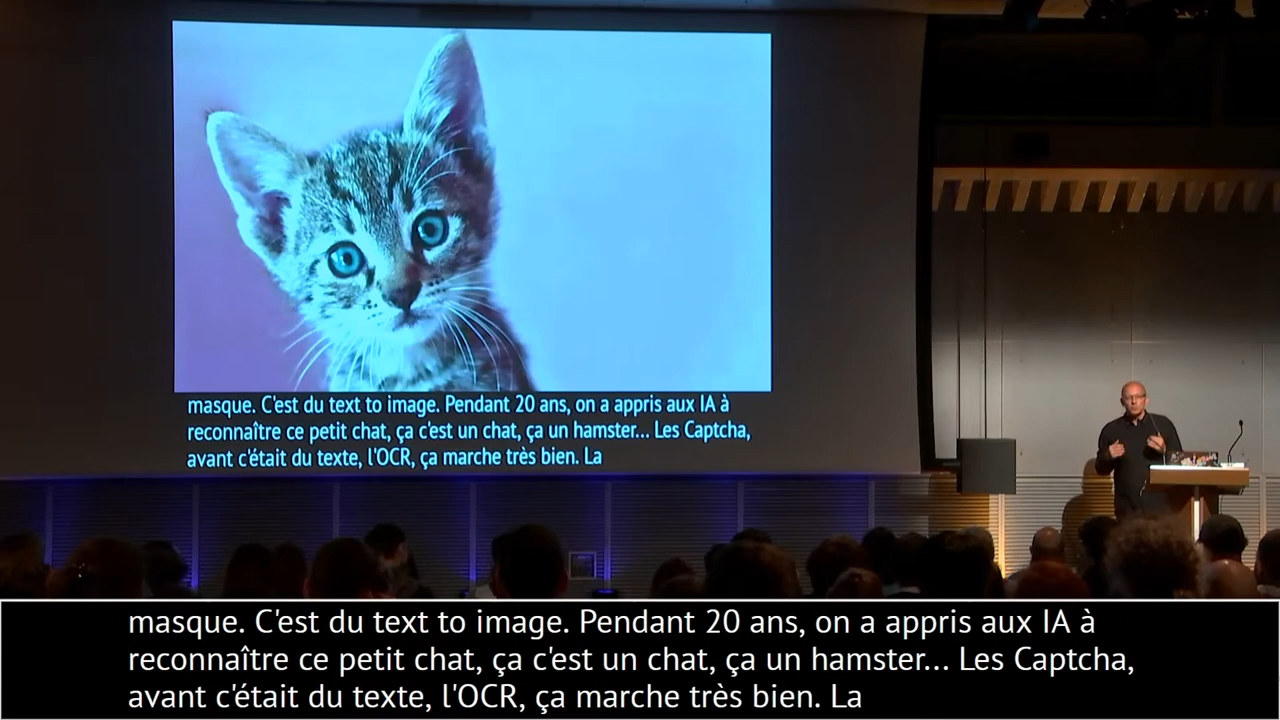 masque. C'est du text to image. Pendant 20 ans, on a appris aux IA à
reconnaître ce petit chat, ça c'est un chat, ça un hamster... Les Captcha,
avant c'était du texte, l'OCR, ça marche très bien. La
masque. C'est du text to image. Pendant 20 ans, on a appris aux IA à
reconnaître ce petit chat, ça c'est un chat, ça un hamster... Les Captcha,
avant c'était du texte, l'OCR, ça marche très bien. La